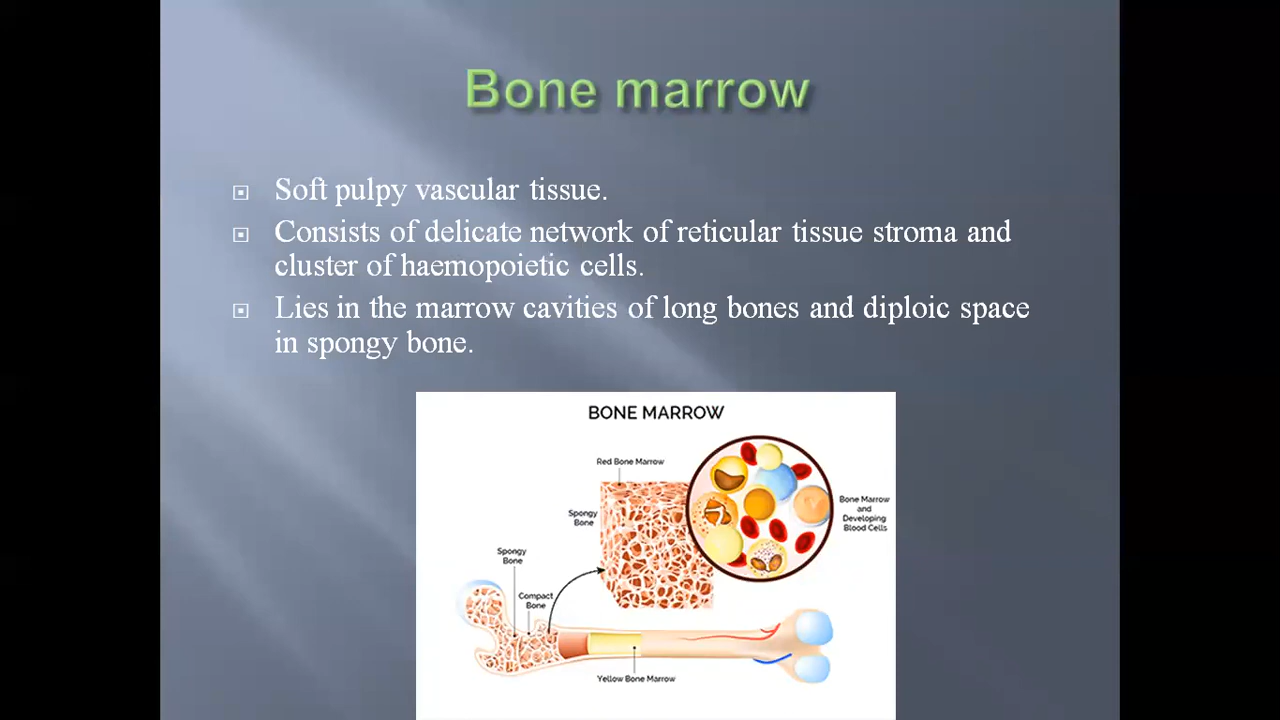 Bone marrow
Soft pulpy vascular tissue.
Consists of delicate network of reticular tissue stroma and
cluster of haemopoietic cells.
Lies in the marrow cavities of long bones and diploic space
in spongy bone.
BONE MARROW
Red Bone Marrow
Spongy
Bone
Bone Marrow
and
Developing
Blood Cells
Spongy
Bone
Compact
Bone
Yellow Bone Marrow